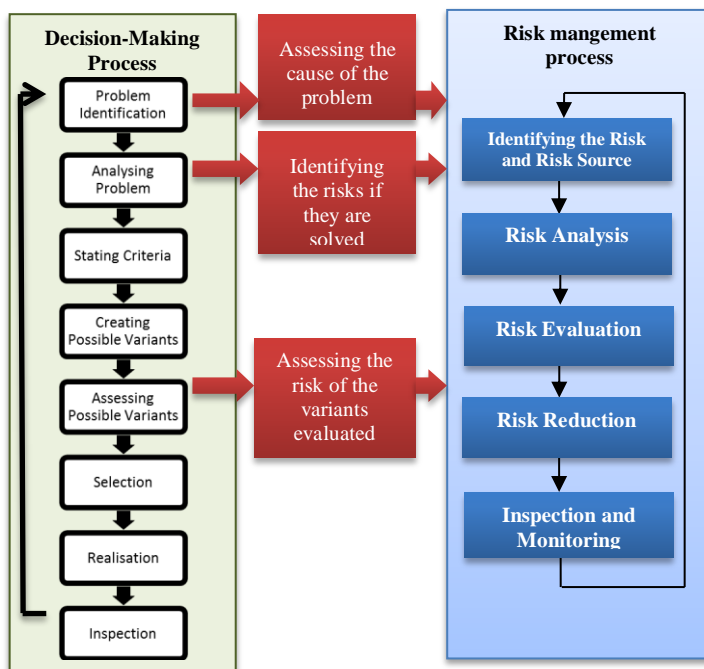 Decision-Making
Process
Problem
Identification
Analysing
Problem
Stating Criteria
Creating
Possible Variants
Assessing
Possible Variants
Selection
Realisation
Inspection
Assessing the
cause of the
problem
Identifying
the risks if
they are
solved
Assessing the
risk of the
variants
evaluated
Risk mangement
process
Identifying the Risk
and Risk Source
Risk Analysis
Risk Evaluation
Risk Reduction
Inspection and
Monitoring